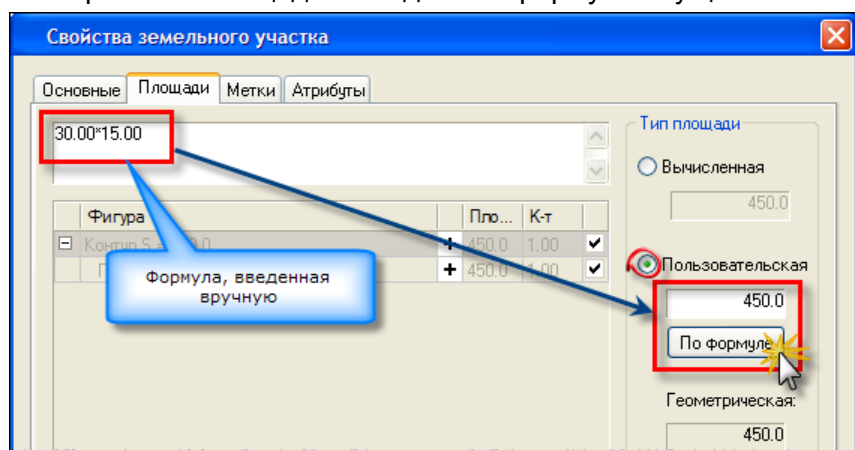 Свойства земельного участка
Основные Площади Метки Атрибуты
30.00*15.00
Тип площади
Вычисленная
450.0
Фигура Пло... К-т
450.0 1.00
450.0 1.00
Формула, введенная
вручную
Пользовательская
450.0
По формуле
Геометрическая:
450.0